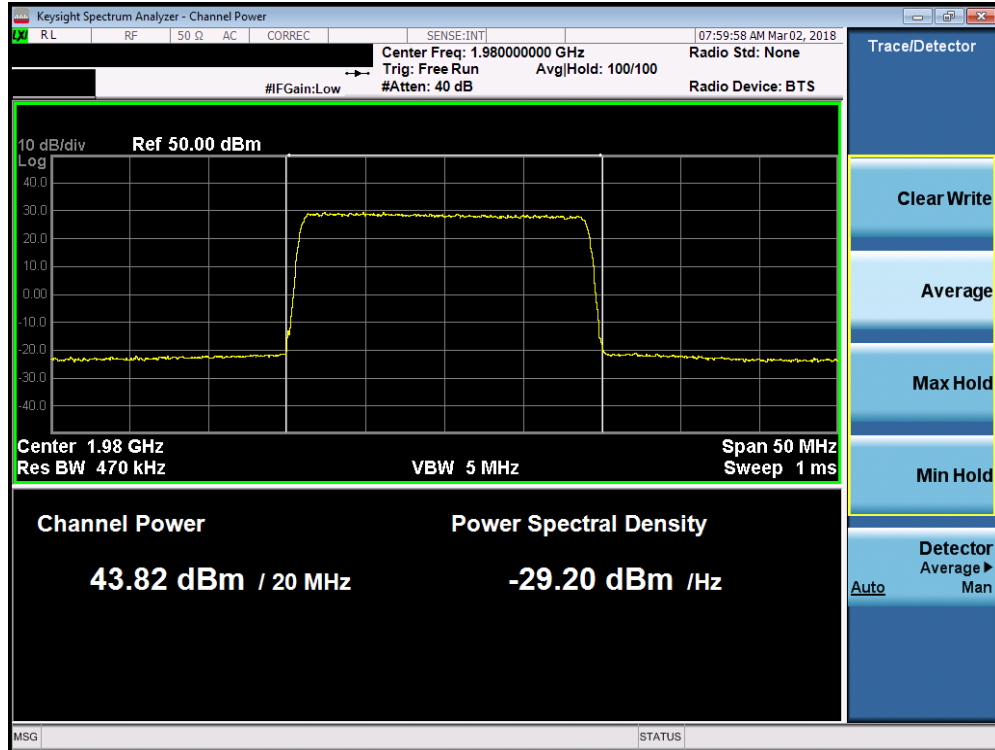 Keysight Spectrum Analyzer - Channel Power
LXI RL RF 50 Ω AC CORREC SENSE:INT 07:59:58 AM Mar 02, 2018
Center Freq: 1.980000000 GHz Radio Std: None
Trig: Free Run Avg|Hold: 100/100
#IFGain:Low #Atten: 40 dB Radio Device: BTS
Trace/Detector
10 dB/div Ref 50.00 dBm
Log
40.0
30.0
20.0
10.0
0.00
-10.0
-20.0
-30.0
-40.0
Center 1.98 GHz Span 50 MHz
Res BW 470 kHz VBW 5 MHz Sweep 1 ms
Channel Power Power Spectral Density
43.82 dBm / 20 MHz -29.20 dBm /Hz
Clear Write
Average
Max Hold
Min Hold
Detector
Average▶
Auto Man
MSG STATUS